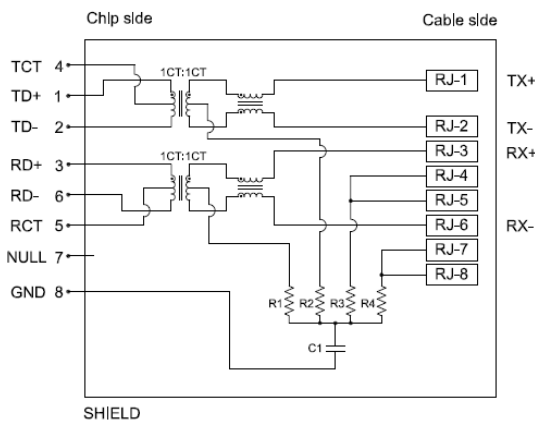 Chip side Cable side
TCT 4
TD+ 1
TD- 2
RD+ 3
RD- 6
RCT 5
NULL 7
GND 8
1CT:1CT
1CT:1CT
RJ-1 TX+
RJ-2 TX-
RJ-3 RX+
RJ-4
RJ-5
RJ-6 RX-
RJ-7
RJ-8
R1 R2 R3 R4
C1
SHIELD